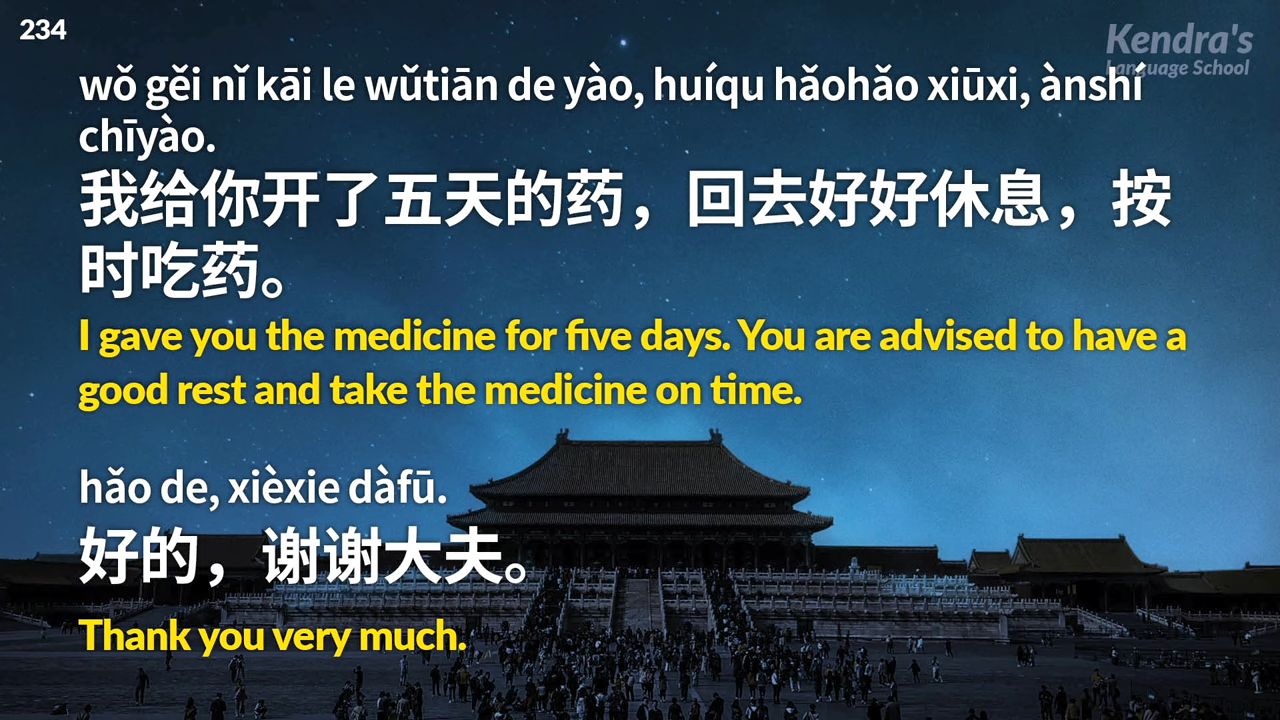 234
Kendra's
Language School
wǒ gěi nǐ kāi le wǔtiān de yào, huíqu hǎohǎo xiūxi, ànshí
chīyào.
我给你开了五天的药，回去好好休息，按
时吃药。
I gave you the medicine for five days. You are advised to have a
good rest and take the medicine on time.
hǎo de, xièxie dàfū.
好的，谢谢大夫。
Thank you very much.